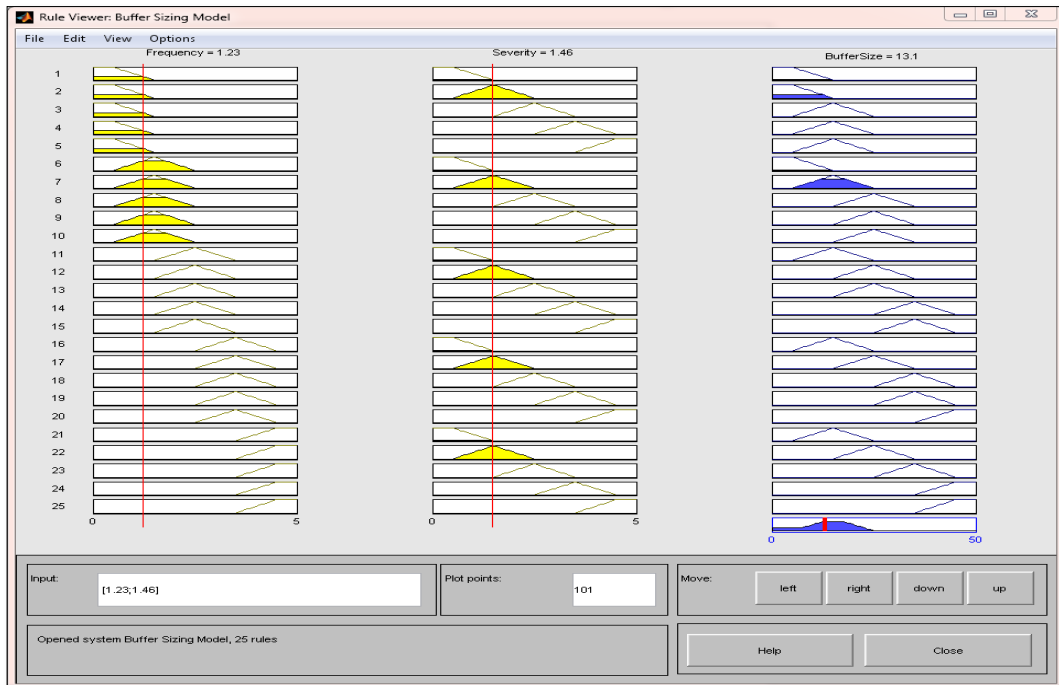 Rule Viewer: Buffer Sizing Model
File Edit View Options
Frequency = 1.23
Severity = 1.46
BufferSize = 13.1
1
2
3
4
5
6
7
8
9
10
11
12
13
14
15
16
17
18
19
20
21
22
23
24
25
0 5
0 5
0 50
Input: [1.23;1.46]
Plot points: 101
Move: left right down up
Opened system Buffer Sizing Model, 25 rules
Help Close